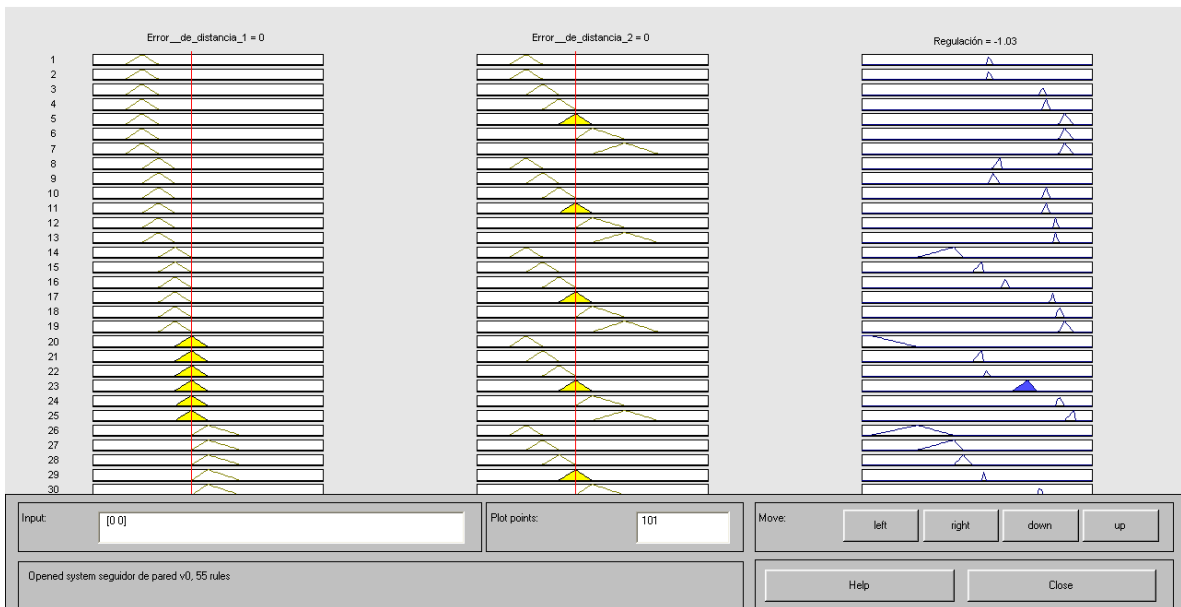 Error__de_distancia_1 = 0
Error__de_distancia_2 = 0
Regulación = -1.03
1
2
3
4
5
6
7
8
9
10
11
12
13
14
15
16
17
18
19
20
21
22
23
24
25
26
27
28
29
30
Input:
[0 0]
Plot points:
101
Move:
left
right
down
up
Opened system seguidor de pared v0, 55 rules
Help
Close